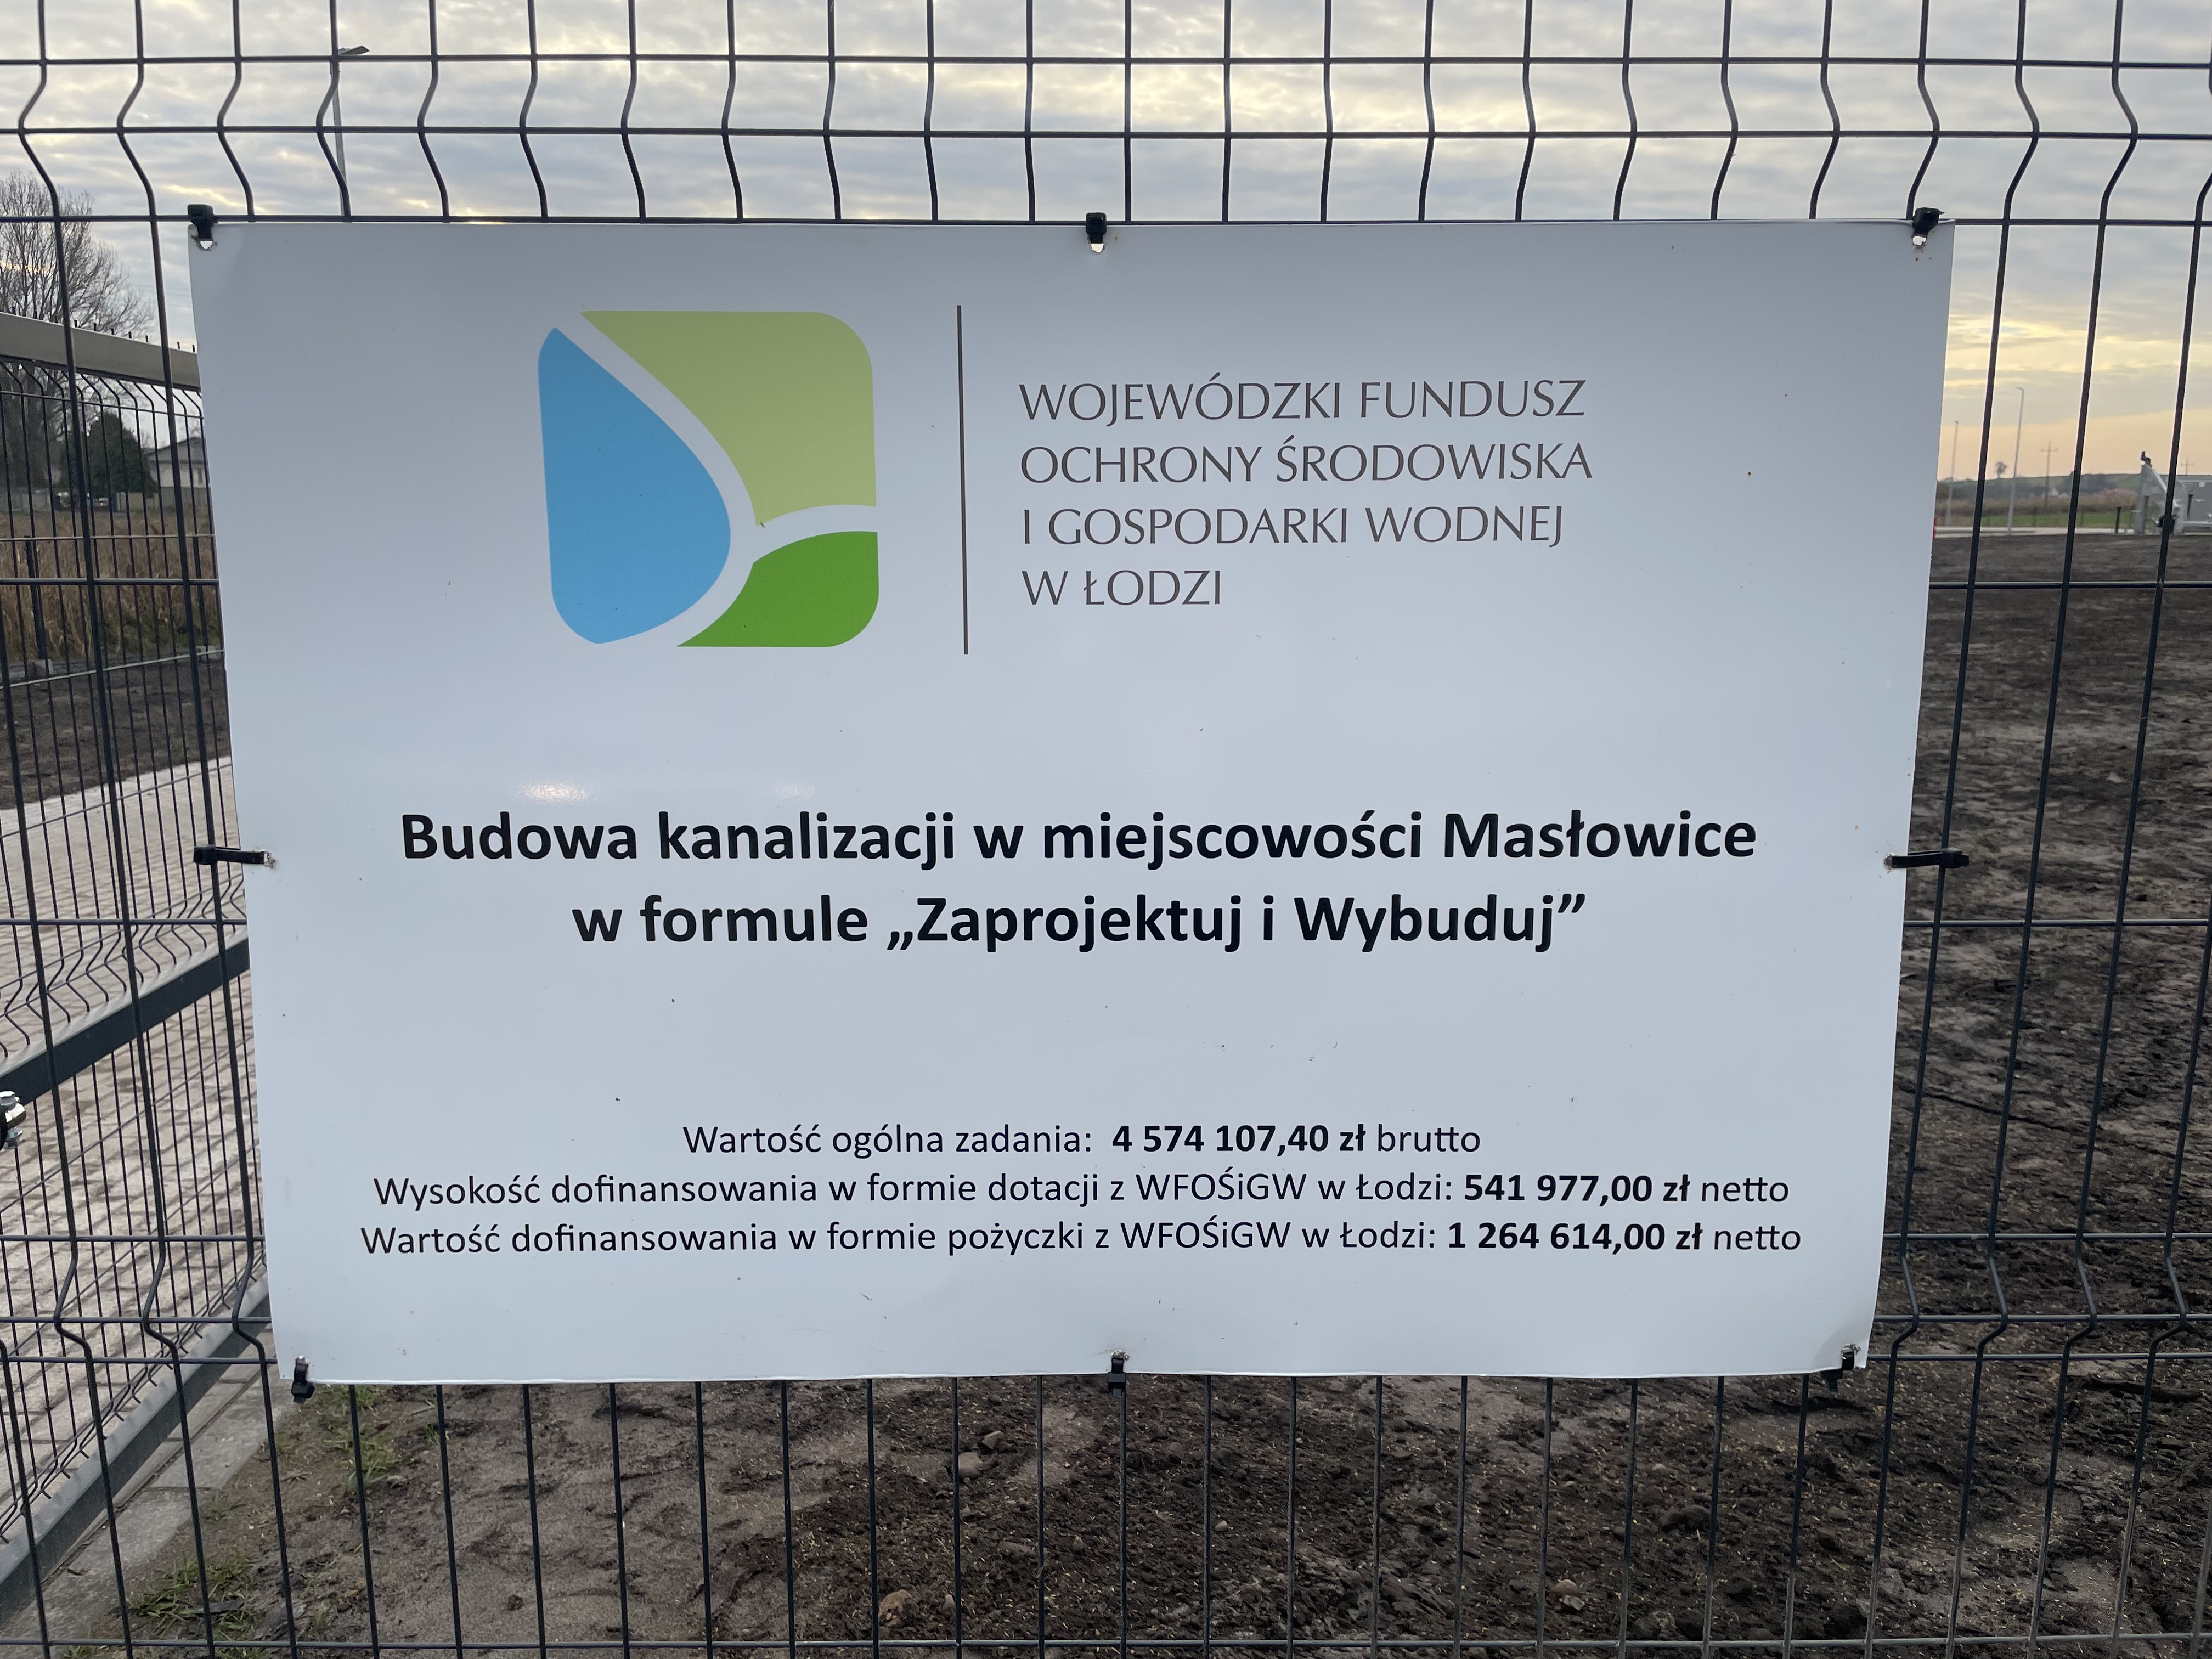 WOJEWÓDZKI FUNDUSZ
OCHRONY ŚRODOWISKA
I GOSPODARKI WODNEJ
W ŁODZI
Budowa kanalizacji w miejscowości Masłowice
w formule „Zaprojektuj i Wybuduj”
Wartość ogólna zadania: 4 574 107,40 zł brutto
Wysokość dofinansowania w formie dotacji z WFOŚiGW w Łodzi: 541 977,00 zł netto
Wartość dofinansowania w formie pożyczki z WFOŚiGW w Łodzi: 1 264 614,00 zł netto